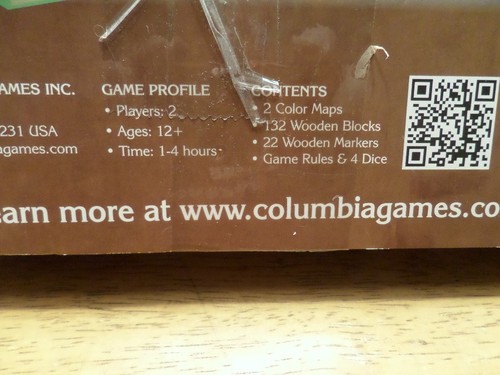 AMES INC.
231 USA
agames.com
GAME PROFILE
• Players: 2
• Ages: 12+
• Time: 1-4 hours
CONTENTS
• 2 Color Maps
• 132 Wooden Blocks
• 22 Wooden Markers
• Game Rules & 4 Dice
earn more at www.columbiagames.co